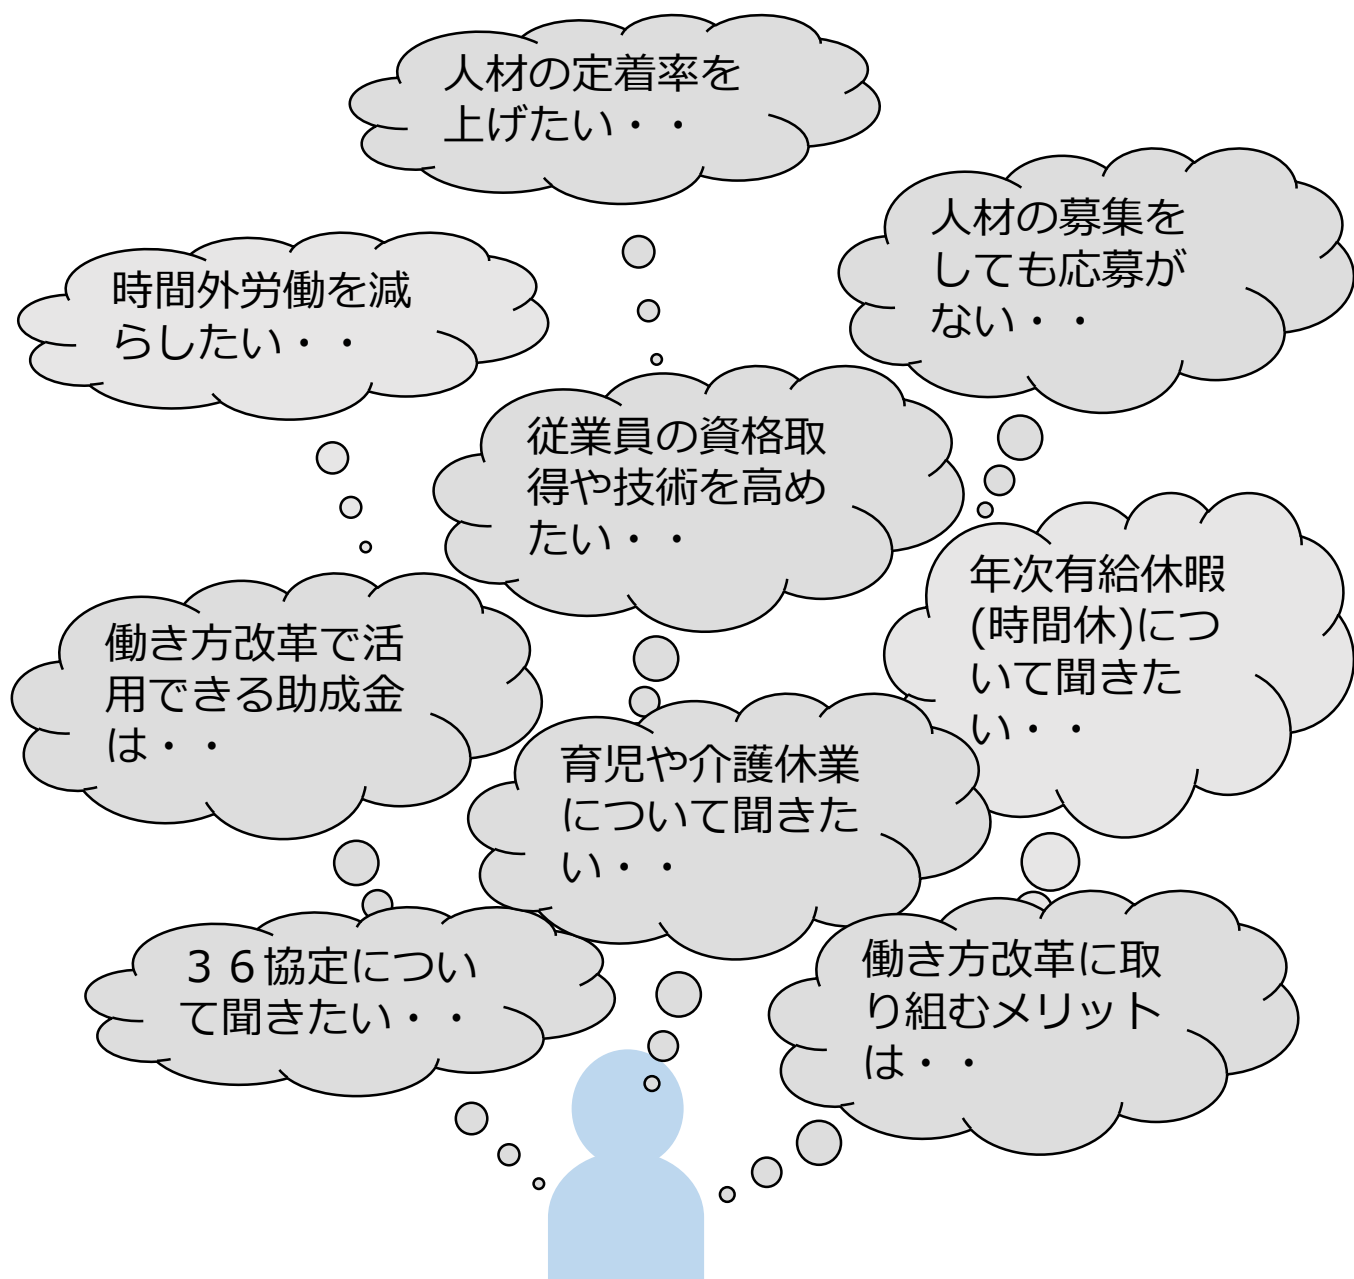 人材の定着率を
上げたい・・
人材の募集を
しても応募が
ない・・
時間外労働を減
らしたい・・
従業員の資格取
得や技術を高め
たい・・
年次有給休暇
(時間休)につ
いて聞きた
い・・
働き方改革で活
用できる助成金
は・・
育児や介護休業
について聞きた
い・・
３６協定につい
て聞きたい・・
働き方改革に取
り組むメリット
は・・